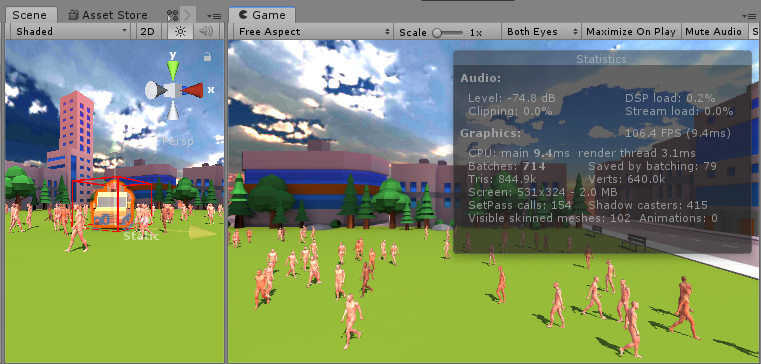 Scene Asset Store
Shaded 2D
y
x
Persp
Static
Game
Free Aspect Scale 1x Both Eyes Maximize On Play Mute Audio S
Statistics
Audio:
Level: -74.8 dB DSP load: 0.2%
Clipping: 0.0% Stream load: 0.0%
Graphics: 106.4 FPS (9.4ms)
CPU: main 9.4ms render thread 3.1ms
Batches: 714 Saved by batching: 79
Tris: 844.9k Verts: 640.0k
Screen: 531x324 - 2.0 MB
SetPass calls: 154 Shadow casters: 415
Visible skinned meshes: 102 Animations: 0